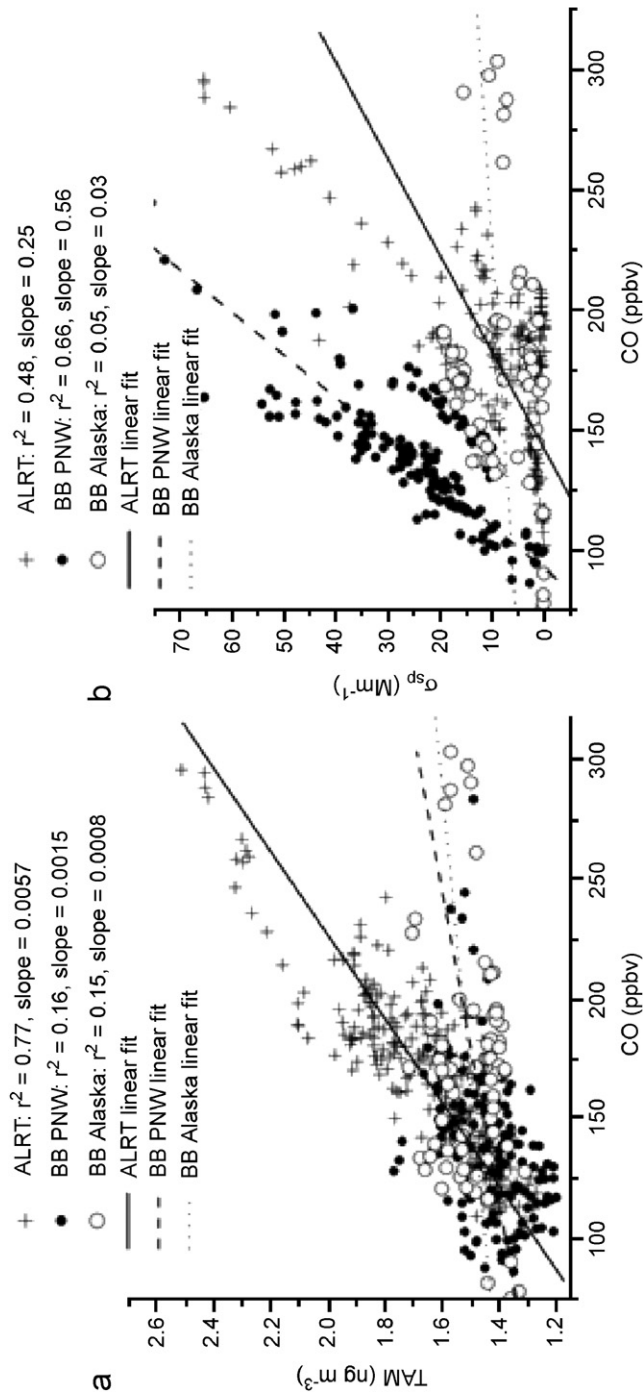 a
+ ALRT: r² = 0.77, slope = 0.0057
● BB PNW: r² = 0.16, slope = 0.0015
○ BB Alaska: r² = 0.15, slope = 0.0008
ALRT linear fit
BB PNW linear fit
BB Alaska linear fit
TAM (ng m⁻³)
2.6
2.4
2.2
2.0
1.8
1.6
1.4
1.2
100
150
200
250
300
CO (ppbv)
b
+ ALRT: r² = 0.48, slope = 0.25
● BB PNW: r² = 0.66, slope = 0.56
○ BB Alaska: r² = 0.05, slope = 0.03
ALRT linear fit
BB PNW linear fit
BB Alaska linear fit
σsp (Mm⁻¹)
70
60
50
40
30
20
10
0
100
150
200
250
300
CO (ppbv)